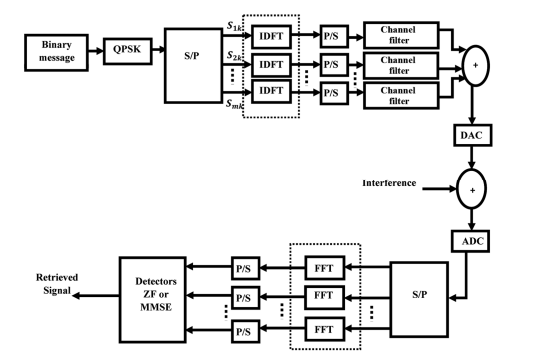 Binary
message
QPSK
S/P
S1k
IDFT
P/S
Channel
filter
S2k
IDFT
P/S
Channel
filter
Smk
IDFT
P/S
Channel
filter
+
DAC
Interference
+
ADC
Retrieved
Signal
Detectors
ZF or
MMSE
P/S
FFT
P/S
FFT
P/S
FFT
S/P